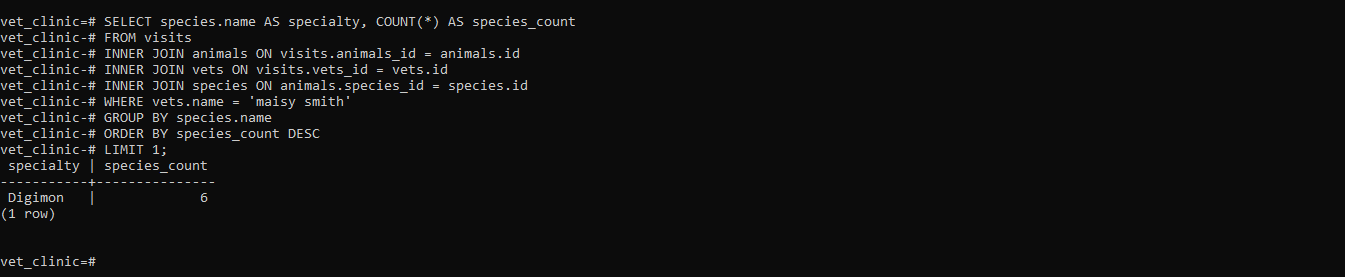 vet_clinic=# SELECT species.name AS specialty, COUNT(*) AS species_count
vet_clinic-# FROM visits
vet_clinic-# INNER JOIN animals ON visits.animals_id = animals.id
vet_clinic-# INNER JOIN vets ON visits.vets_id = vets.id
vet_clinic-# INNER JOIN species ON animals.species_id = species.id
vet_clinic-# WHERE vets.name = 'maisy smith'
vet_clinic-# GROUP BY species.name
vet_clinic-# ORDER BY species_count DESC
vet_clinic-# LIMIT 1;
 specialty | species_count
-----------+---------------
 Digimon   |             6
(1 row)
vet_clinic=#